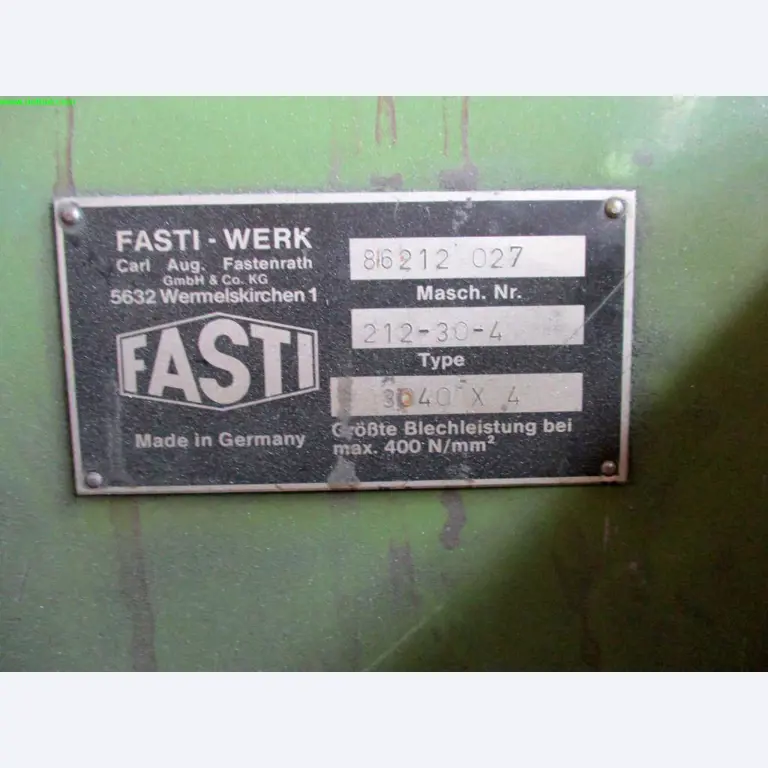 FASTI - WERK
Carl Aug. Fastenrath
GmbH & Co. KG
5632 Wermelskirchen 1
FASTI
Made in Germany
86212 027
Masch. Nr.
212-30-4
Type
3040 X 4
Größte Blechleistung bei
max. 400 N/mm²